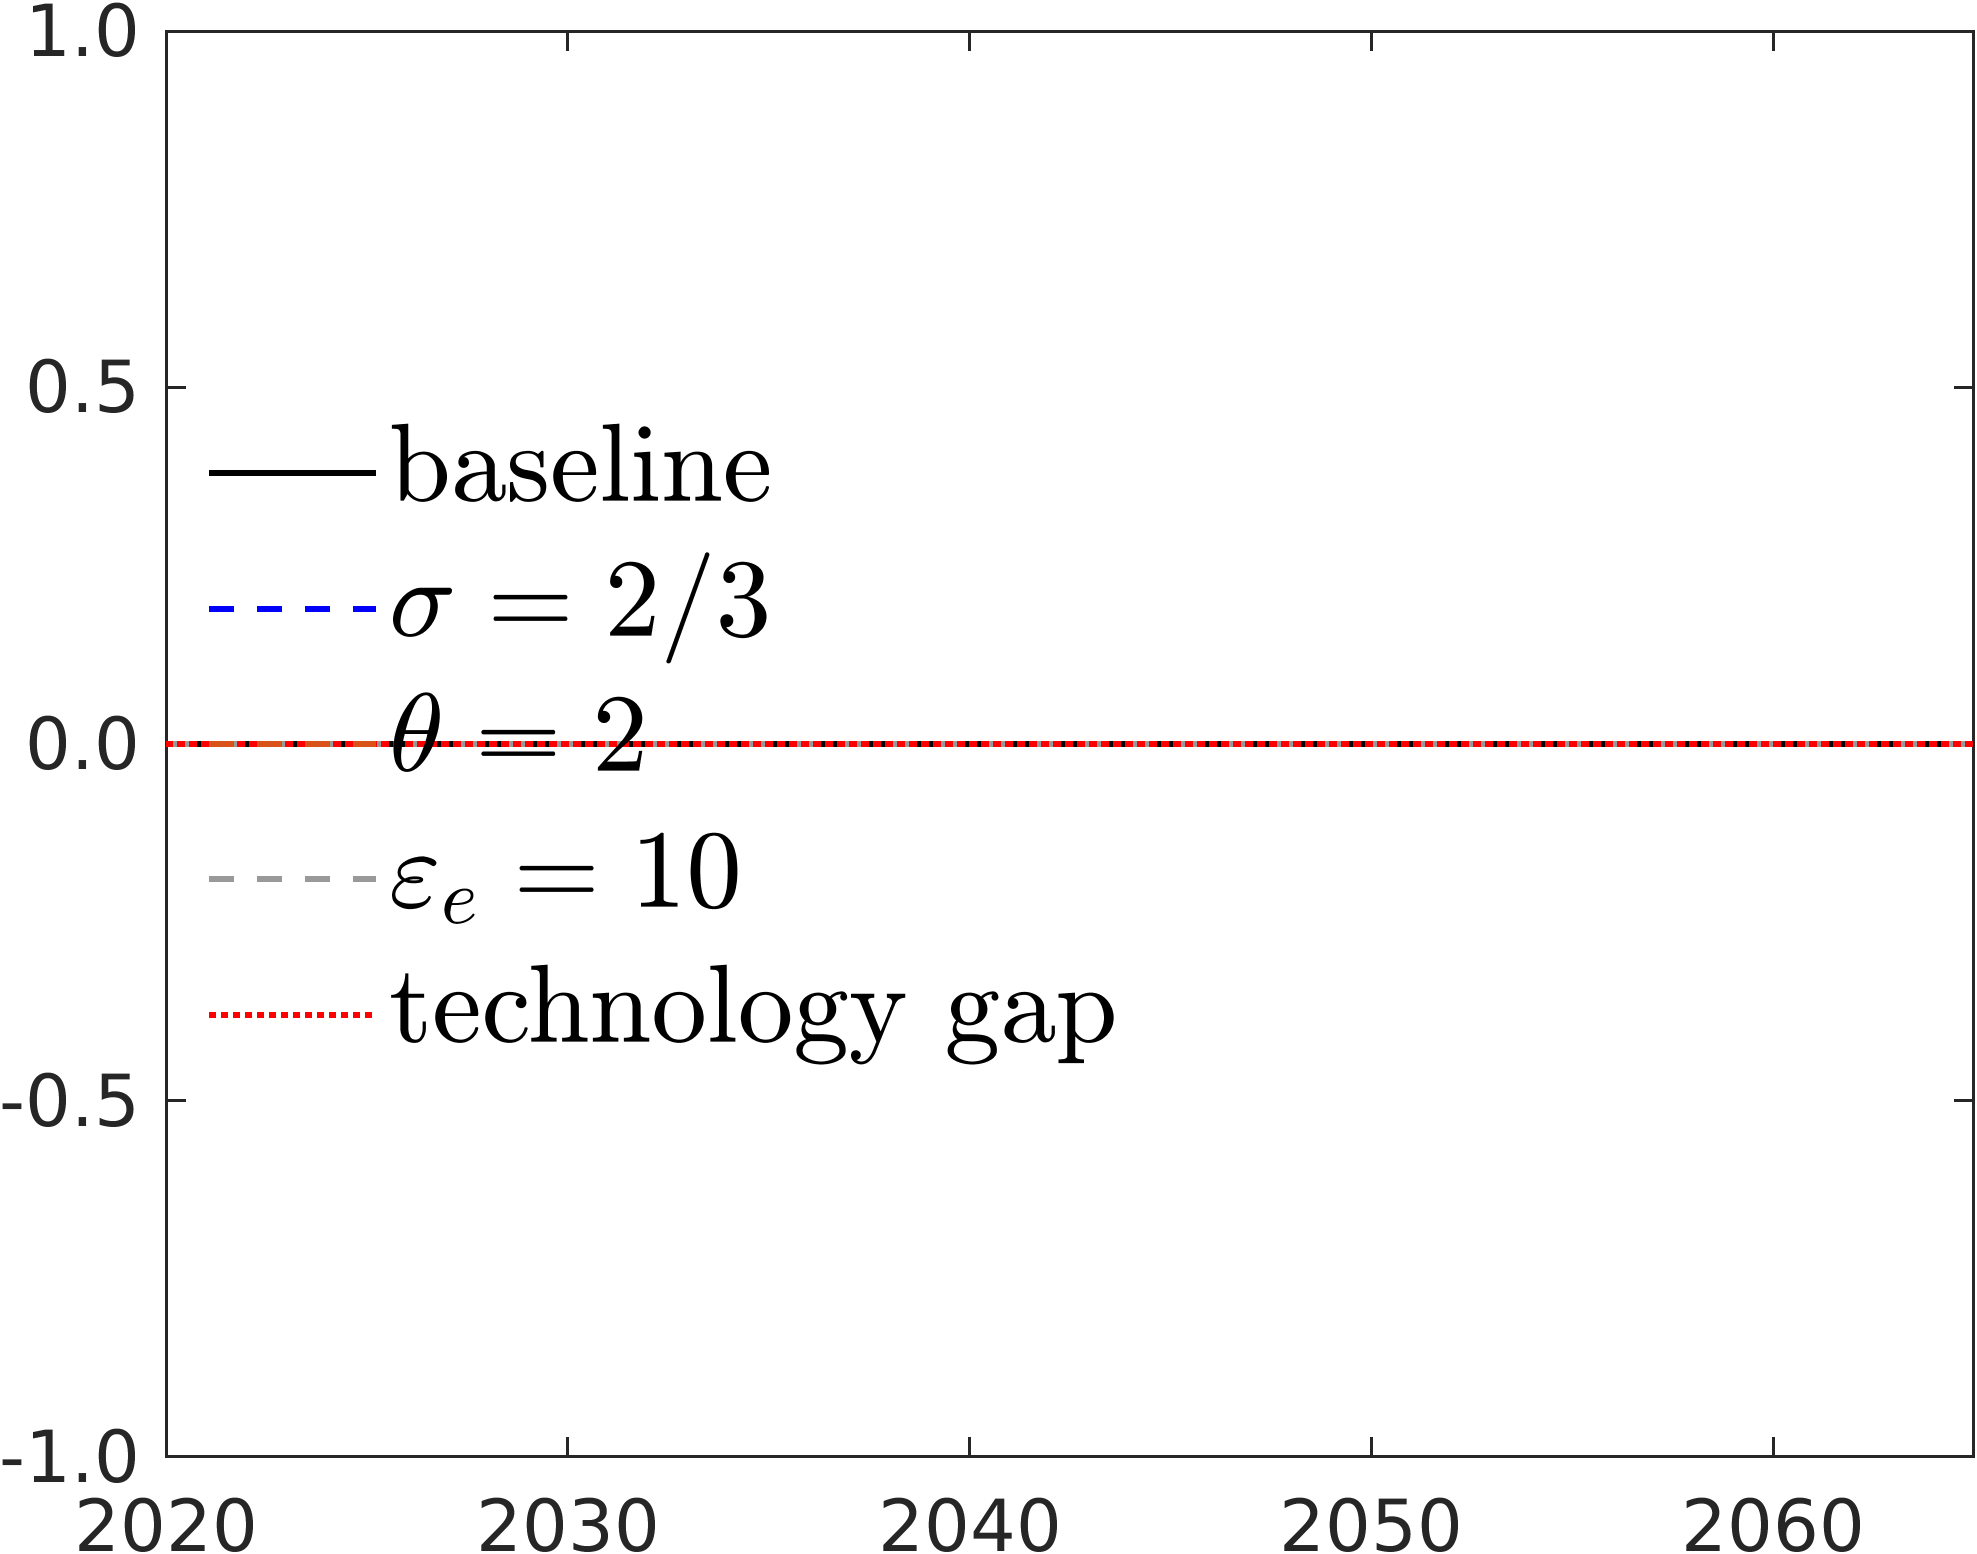 1.0
0.5
baseline
σ = 2/3
0.0
θ = 2
εₑ = 10
technology gap
-0.5
-1.0
2020 2030 2040 2050 2060